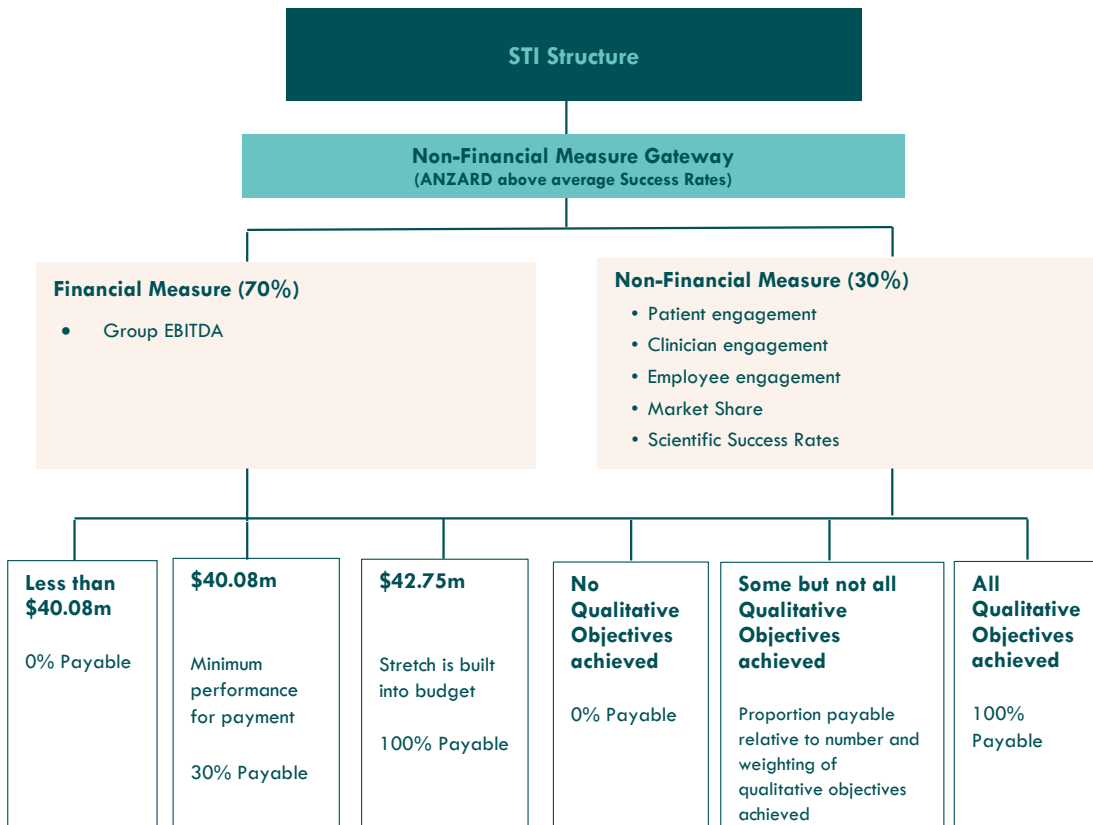 STI Structure
Non-Financial Measure Gateway
(ANZARD above average Success Rates)
Financial Measure (70%)
• Group EBITDA
Non-Financial Measure (30%)
• Patient engagement
• Clinician engagement
• Employee engagement
• Market Share
• Scientific Success Rates
Less than
$40.08m
0% Payable
$40.08m
Minimum
performance
for payment
30% Payable
$42.75m
Stretch is built
into budget
100% Payable
No
Qualitative
Objectives
achieved
0% Payable
Some but not all
Qualitative
Objectives
achieved
Proportion payable
relative to number and
weighting of
qualitative objectives
achieved
All
Qualitative
Objectives
achieved
100%
Payable